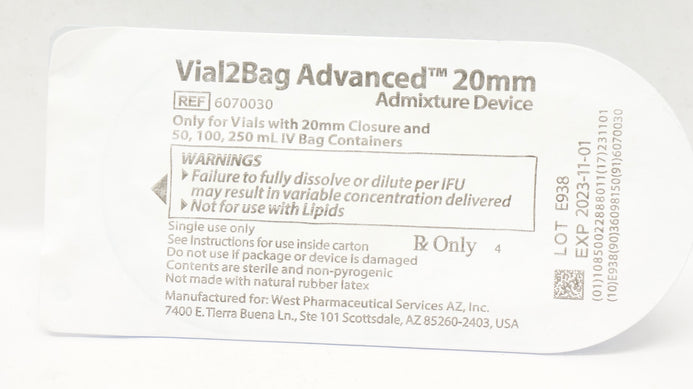 Vial2Bag Advanced™ 20mm
REF 6070030 Admixture Device
Only for Vials with 20mm Closure and
50, 100, 250 mL IV Bag Containers
WARNINGS
▸ Failure to fully dissolve or dilute per IFU
may result in variable concentration delivered
▸ Not for use with Lipids
Single use only
See Instructions for use inside carton
Do not use if package or device is damaged
Contents are sterile and non-pyrogenic
Not made with natural rubber latex
℞ Only 4
Manufactured for: West Pharmaceutical Services AZ, Inc.
7400 E. Tierra Buena Ln., Ste 101 Scottsdale, AZ 85260-2403, USA
LOT E938
EXP 2023-11-01
(01)10850022888011(17)231101
(10)E938(90)36098150(91)6070030